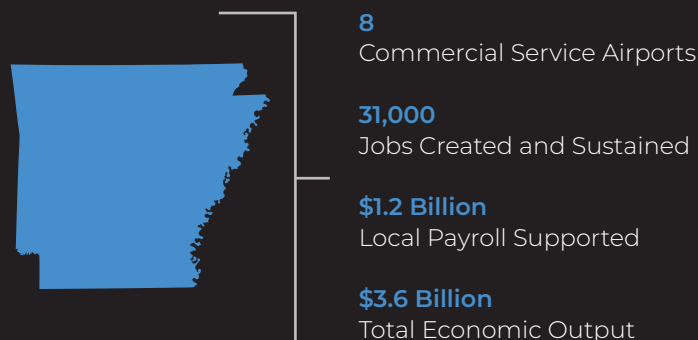 8
Commercial Service Airports
31,000
Jobs Created and Sustained
$1.2 Billion
Local Payroll Supported
$3.6 Billion
Total Economic Output